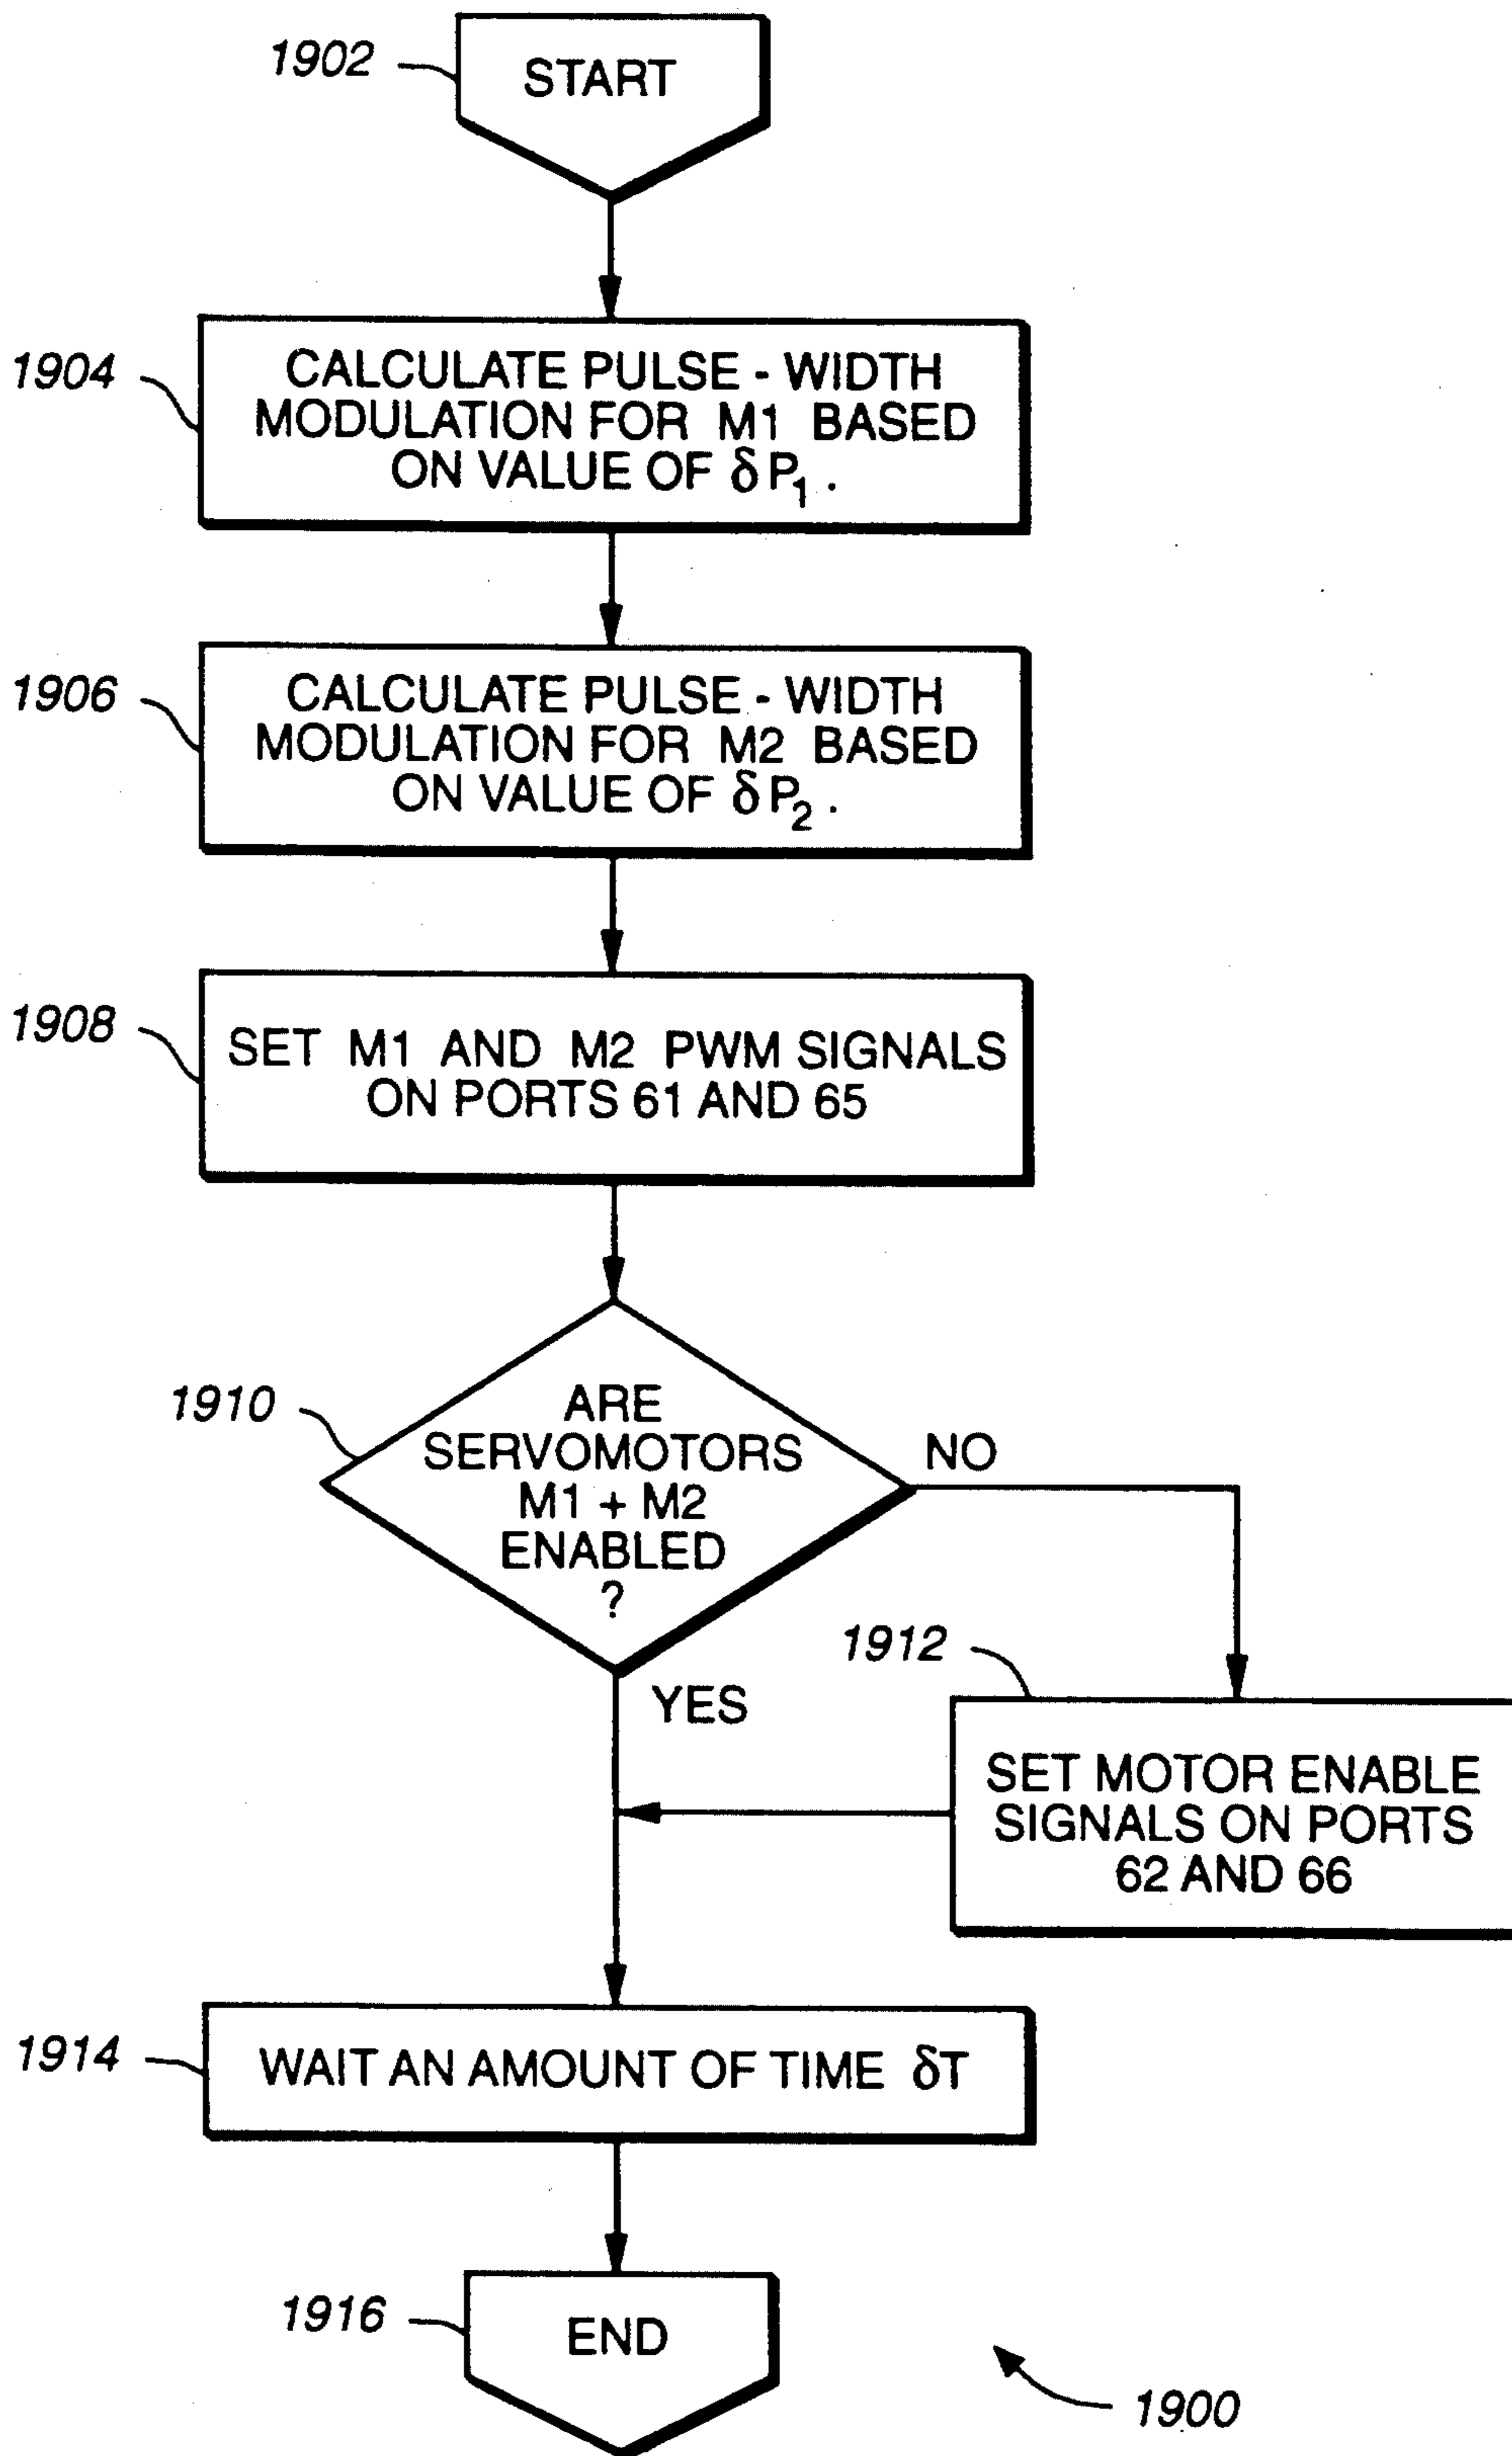 1902
START
1904
CALCULATE PULSE - WIDTH
MODULATION FOR M1 BASED
ON VALUE OF δP₁.
1906
CALCULATE PULSE - WIDTH
MODULATION FOR M2 BASED
ON VALUE OF δP₂.
1908
SET M1 AND M2 PWM SIGNALS
ON PORTS 61 AND 65
1910
ARE
SERVOMOTORS
M1 + M2
ENABLED
?
NO
YES
1912
SET MOTOR ENABLE
SIGNALS ON PORTS
62 AND 66
1914
WAIT AN AMOUNT OF TIME δT
1916
END
1900